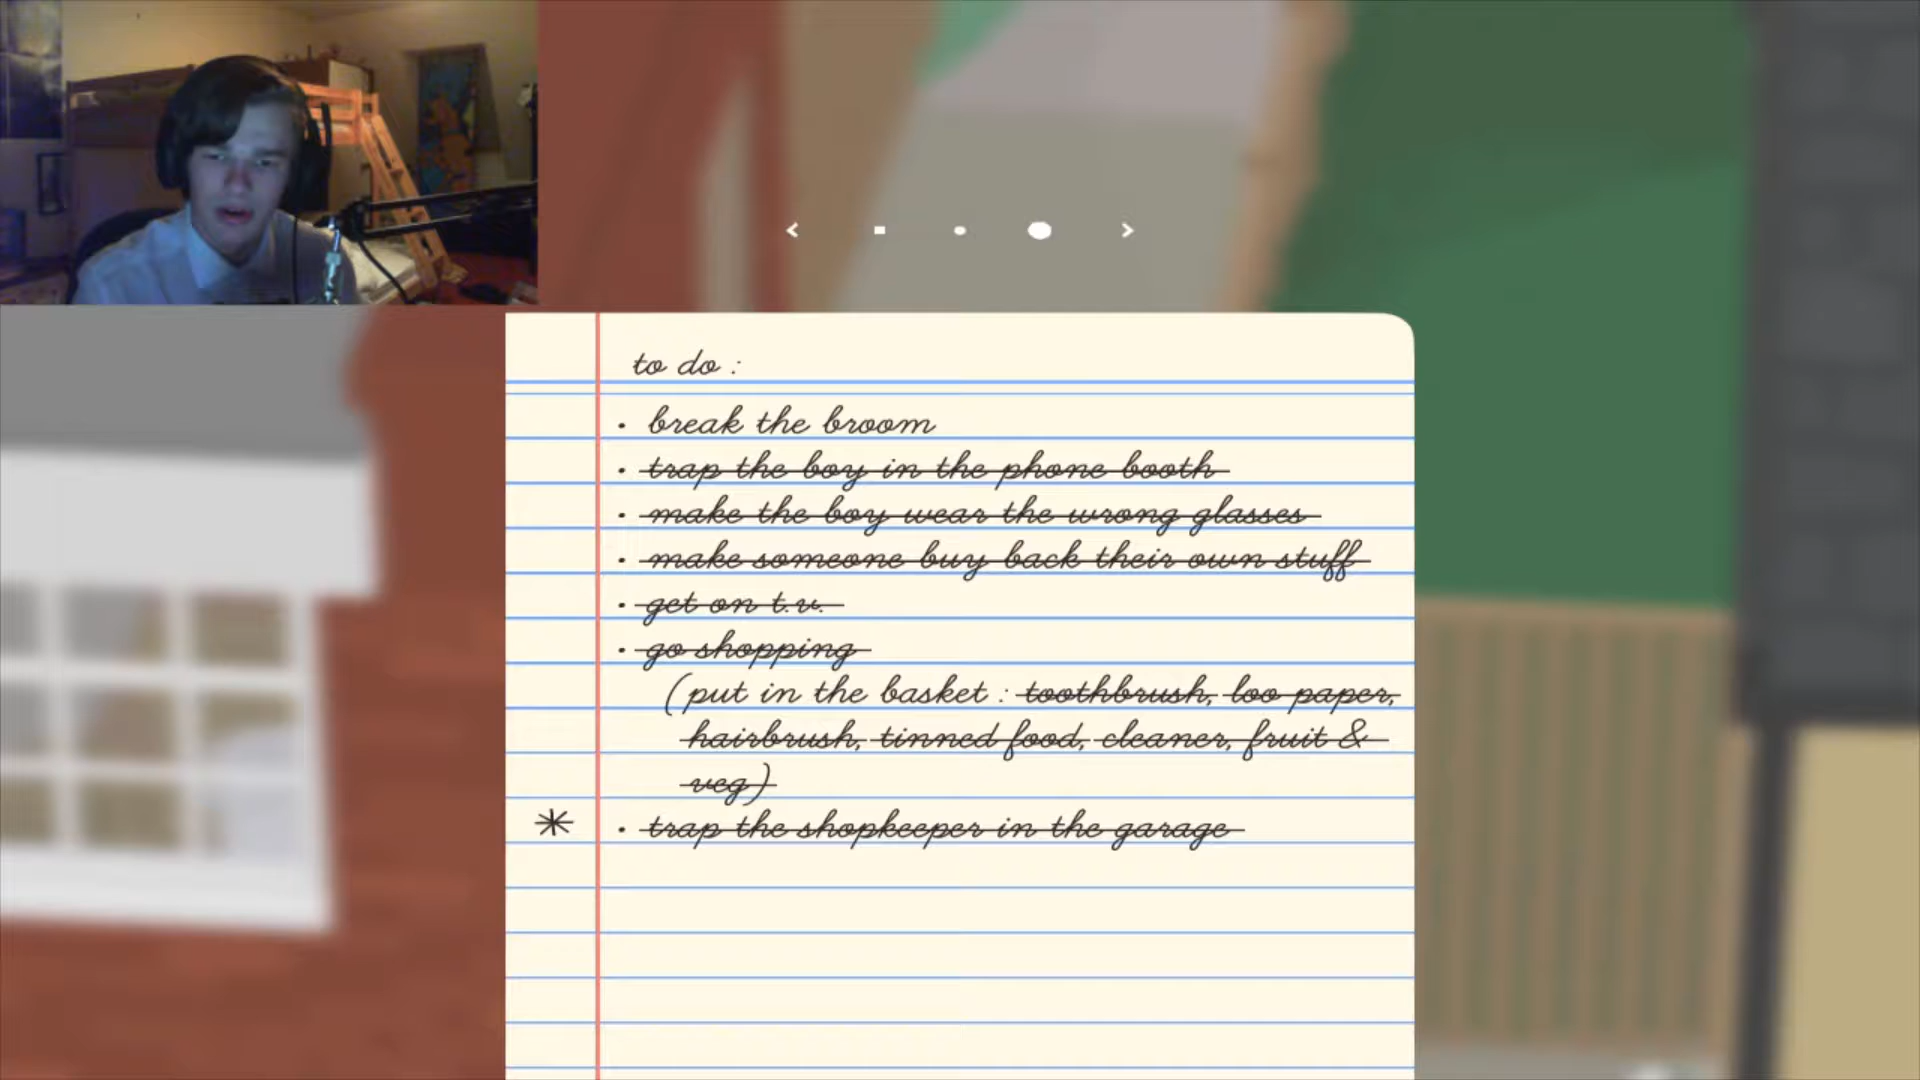 to do :
• break the broom
• trap the boy in the phone booth
• make the boy wear the wrong glasses
• make someone buy back their own stuff
• get on t.v.
• go shopping
(put in the basket : toothbrush, loo paper,
hairbrush, tinned food, cleaner, fruit &
veg)
* • trap the shopkeeper in the garage